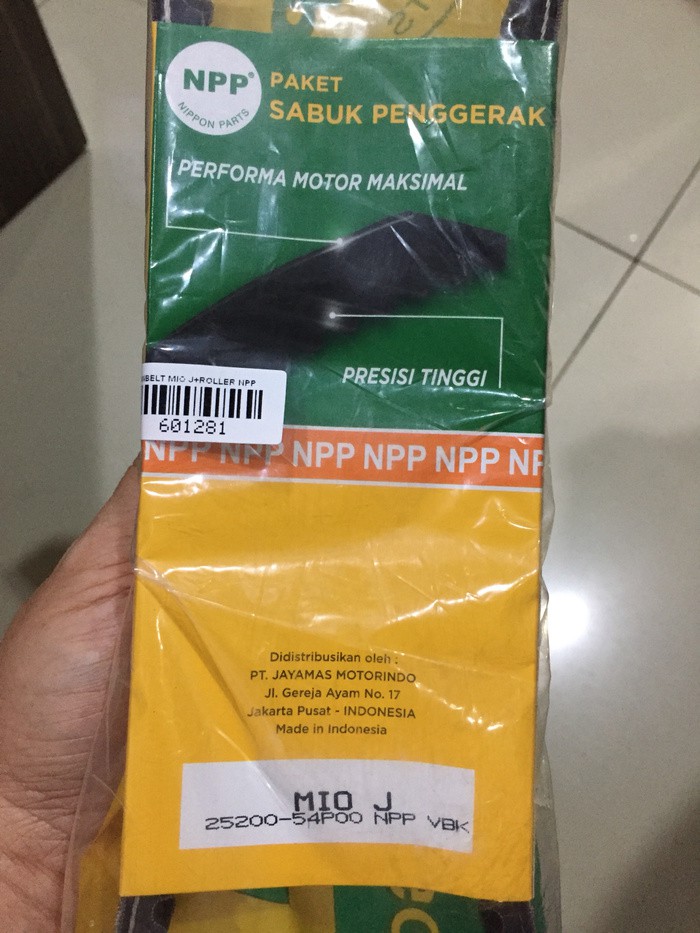 NPP®
NIPPON PARTS
PAKET
SABUK PENGGERAK
PERFORMA MOTOR MAKSIMAL
PRESISI TINGGI
MIO J+ROLLER NPP
601281
NPP NPP NPP NPP NPP NP
Didistribusikan oleh :
PT. JAYAMAS MOTORINDO
Jl. Gereja Ayam No. 17
Jakarta Pusat - INDONESIA
Made in Indonesia
MIO J
25200-54P00 NPP VBK